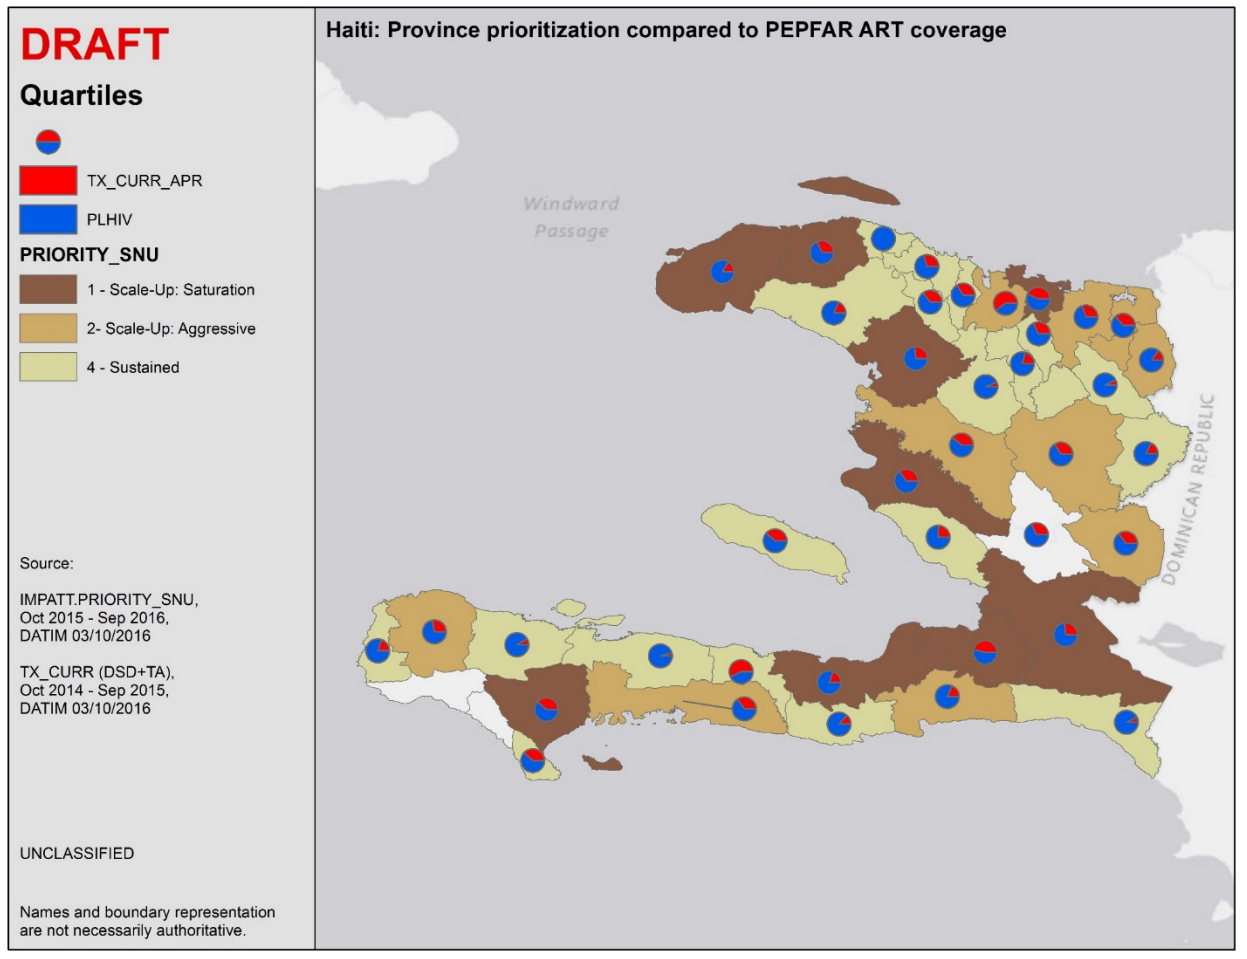 DRAFT
Haiti: Province prioritization compared to PEPFAR ART coverage
Quartiles
TX_CURR_APR
PLHIV
PRIORITY_SNU
1 - Scale-Up: Saturation
2- Scale-Up: Aggressive
4 - Sustained
Windward
Passage
DOMINICAN REPUBLIC
Source:
IMPATT.PRIORITY_SNU,
Oct 2015 - Sep 2016,
DATIM 03/10/2016
TX_CURR (DSD+TA),
Oct 2014 - Sep 2015,
DATIM 03/10/2016
UNCLASSIFIED
Names and boundary representation
are not necessarily authoritative.